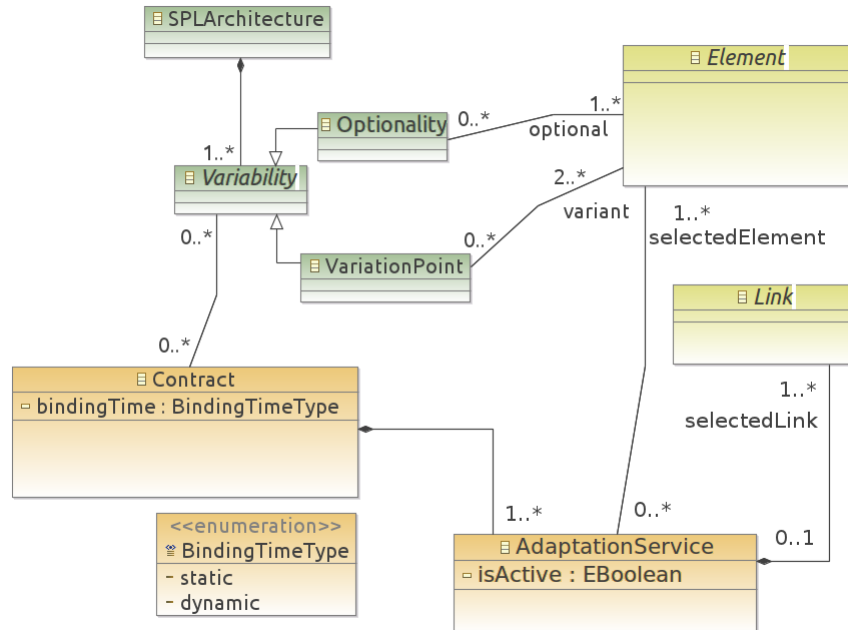 SPLArchitecture
Element
0..*
1..*
Optionality
optional
1..*
Variability
2..*
variant
1..*
0..*
selectedElement
0..*
VariationPoint
Link
0..*
Contract
1..*
bindingTime : BindingTimeType
selectedLink
1..*
0..*
<<enumeration>>
0..1
AdaptationService
BindingTimeType
static
isActive : EBoolean
dynamic